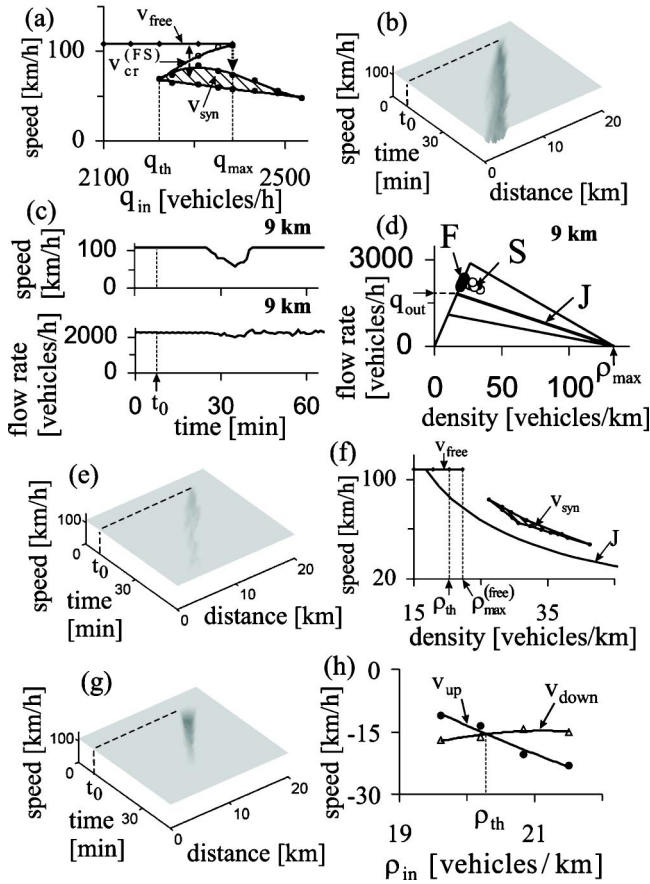 (a)
v_free
speed [km/h]
100
50
0
v_cr^(FS)
v_syn
q_th
q_max
2100
2500
q_in [vehicles/h]
(b)
speed [km/h]
100
0
t_0
time
[min]
30
0
10
20
distance [km]
(c)
9 km
speed
[km/h]
100
0
9 km
flow rate
[vehicles/h]
2000
0
t_0
0
30
60
time [min]
(d)
9 km
3000
F
S
J
q_out
flow rate
[vehicles/h]
0
0
50
100
ρ_max
density [vehicles/km]
(e)
speed [km/h]
100
0
t_0
time
[min]
30
0
10
20
distance [km]
(f)
v_free
speed [km/h]
100
v_syn
J
20
15
ρ_th
ρ_max^(free)
35
density [vehicles/km]
(g)
speed [km/h]
100
0
t_0
time
[min]
30
0
10
20
distance [km]
(h)
speed [km/h]
0
-15
-30
v_up
v_down
19
ρ_th
21
ρ_in [vehicles / km]